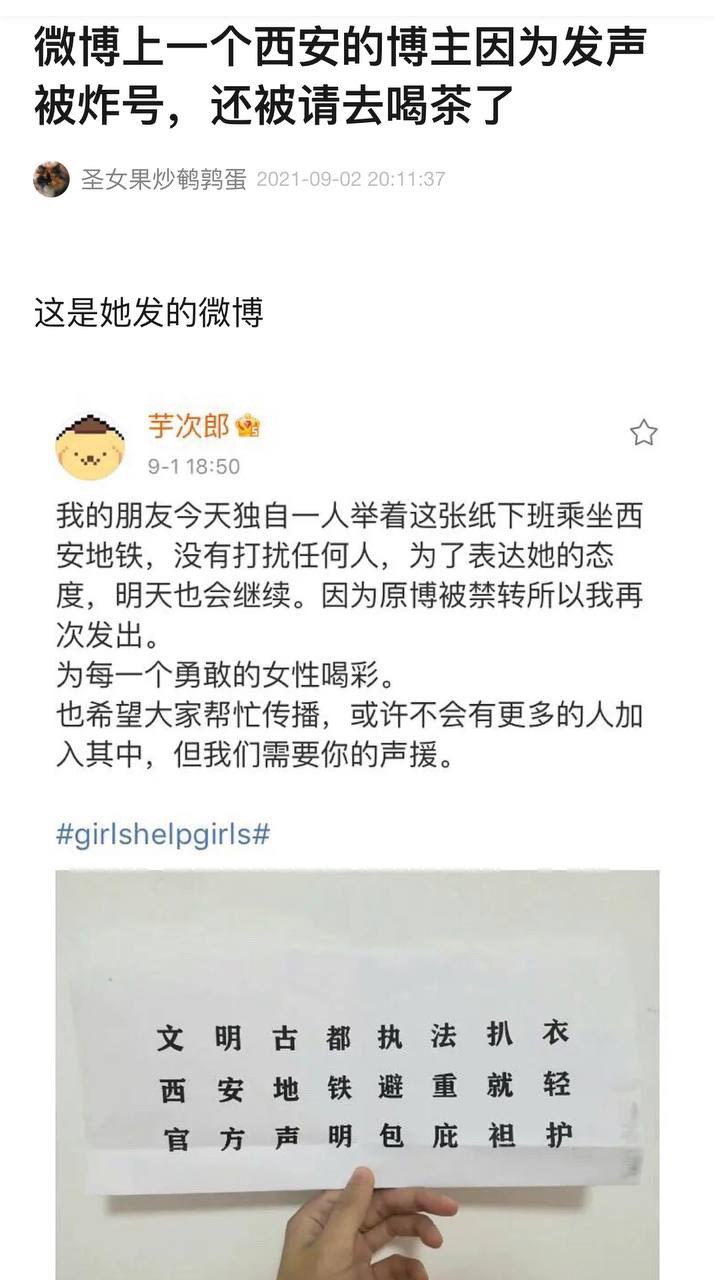 微博上一个西安的博主因为发声
被炸号，还被请去喝茶了
圣女果炒鹌鹑蛋 2021-09-02 20:11:37
这是她发的微博
芋次郎
9-1 18:50
我的朋友今天独自一人举着这张纸下班乘坐西
安地铁，没有打扰任何人，为了表达她的态
度，明天也会继续。因为原博被禁转所以我再
次发出。
为每一个勇敢的女性喝彩。
也希望大家帮忙传播，或许不会有更多的人加
入其中，但我们需要你的声援。
#girlshelpgirls#
文明古都执法扒衣
西安地铁避重就轻
官方声明包庇袒护